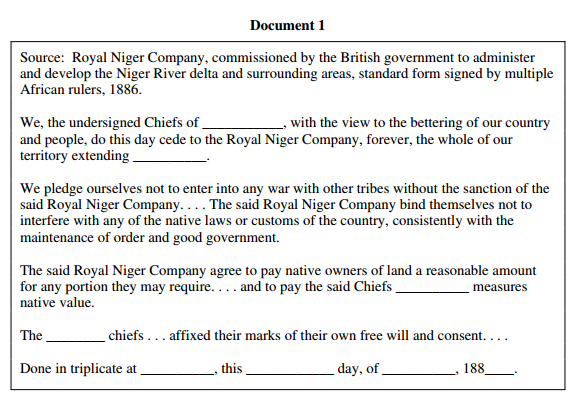 Document 1
Source: Royal Niger Company, commissioned by the British government to administer
and develop the Niger River delta and surrounding areas, standard form signed by multiple
African rulers, 1886.
We, the undersigned Chiefs of ___________, with the view to the bettering of our country
and people, do this day cede to the Royal Niger Company, forever, the whole of our
territory extending __________.
We pledge ourselves not to enter into any war with other tribes without the sanction of the
said Royal Niger Company. . . . The said Royal Niger Company bind themselves not to
interfere with any of the native laws or customs of the country, consistently with the
maintenance of order and good government.
The said Royal Niger Company agree to pay native owners of land a reasonable amount
for any portion they may require. . . . and to pay the said Chiefs __________ measures
native value.
The ________ chiefs . . . affixed their marks of their own free will and consent. . . .
Done in triplicate at __________, this ____________ day, of __________, 188____.